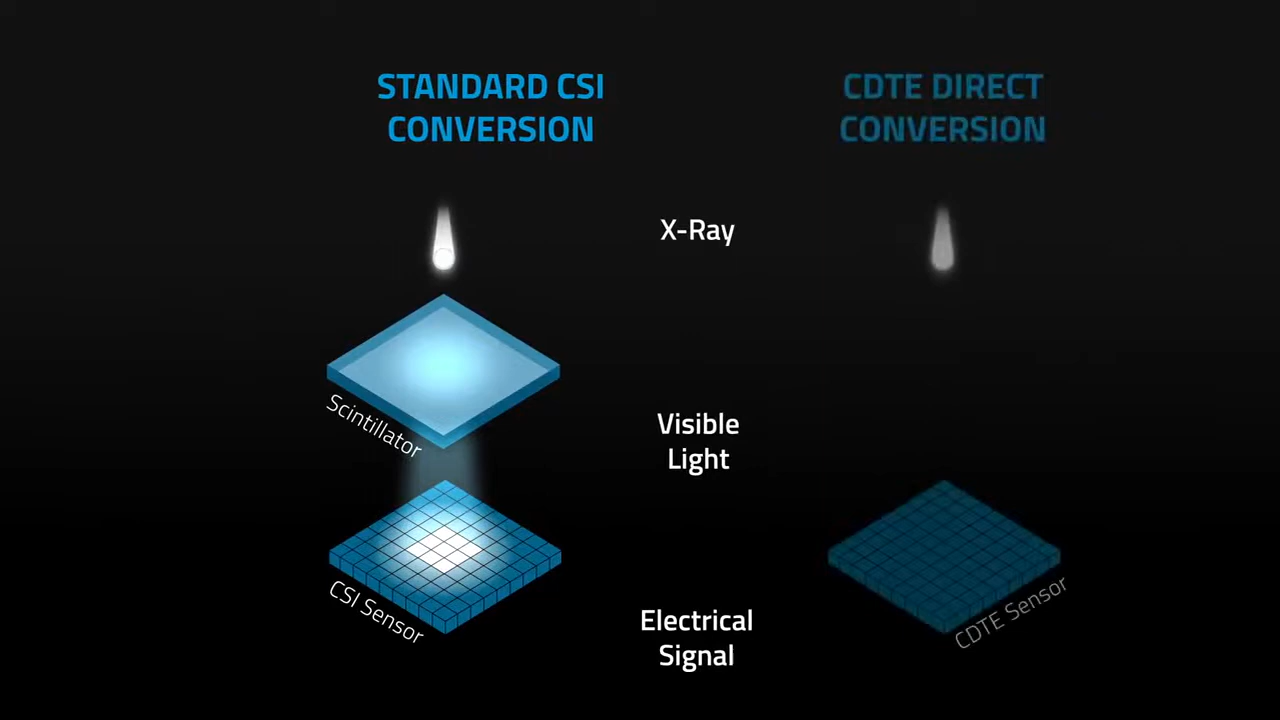 STANDARD CSI
CONVERSION
CDTE DIRECT
CONVERSION
X-Ray
Scintillator
Visible
Light
CSI Sensor
CDTE Sensor
Electrical
Signal